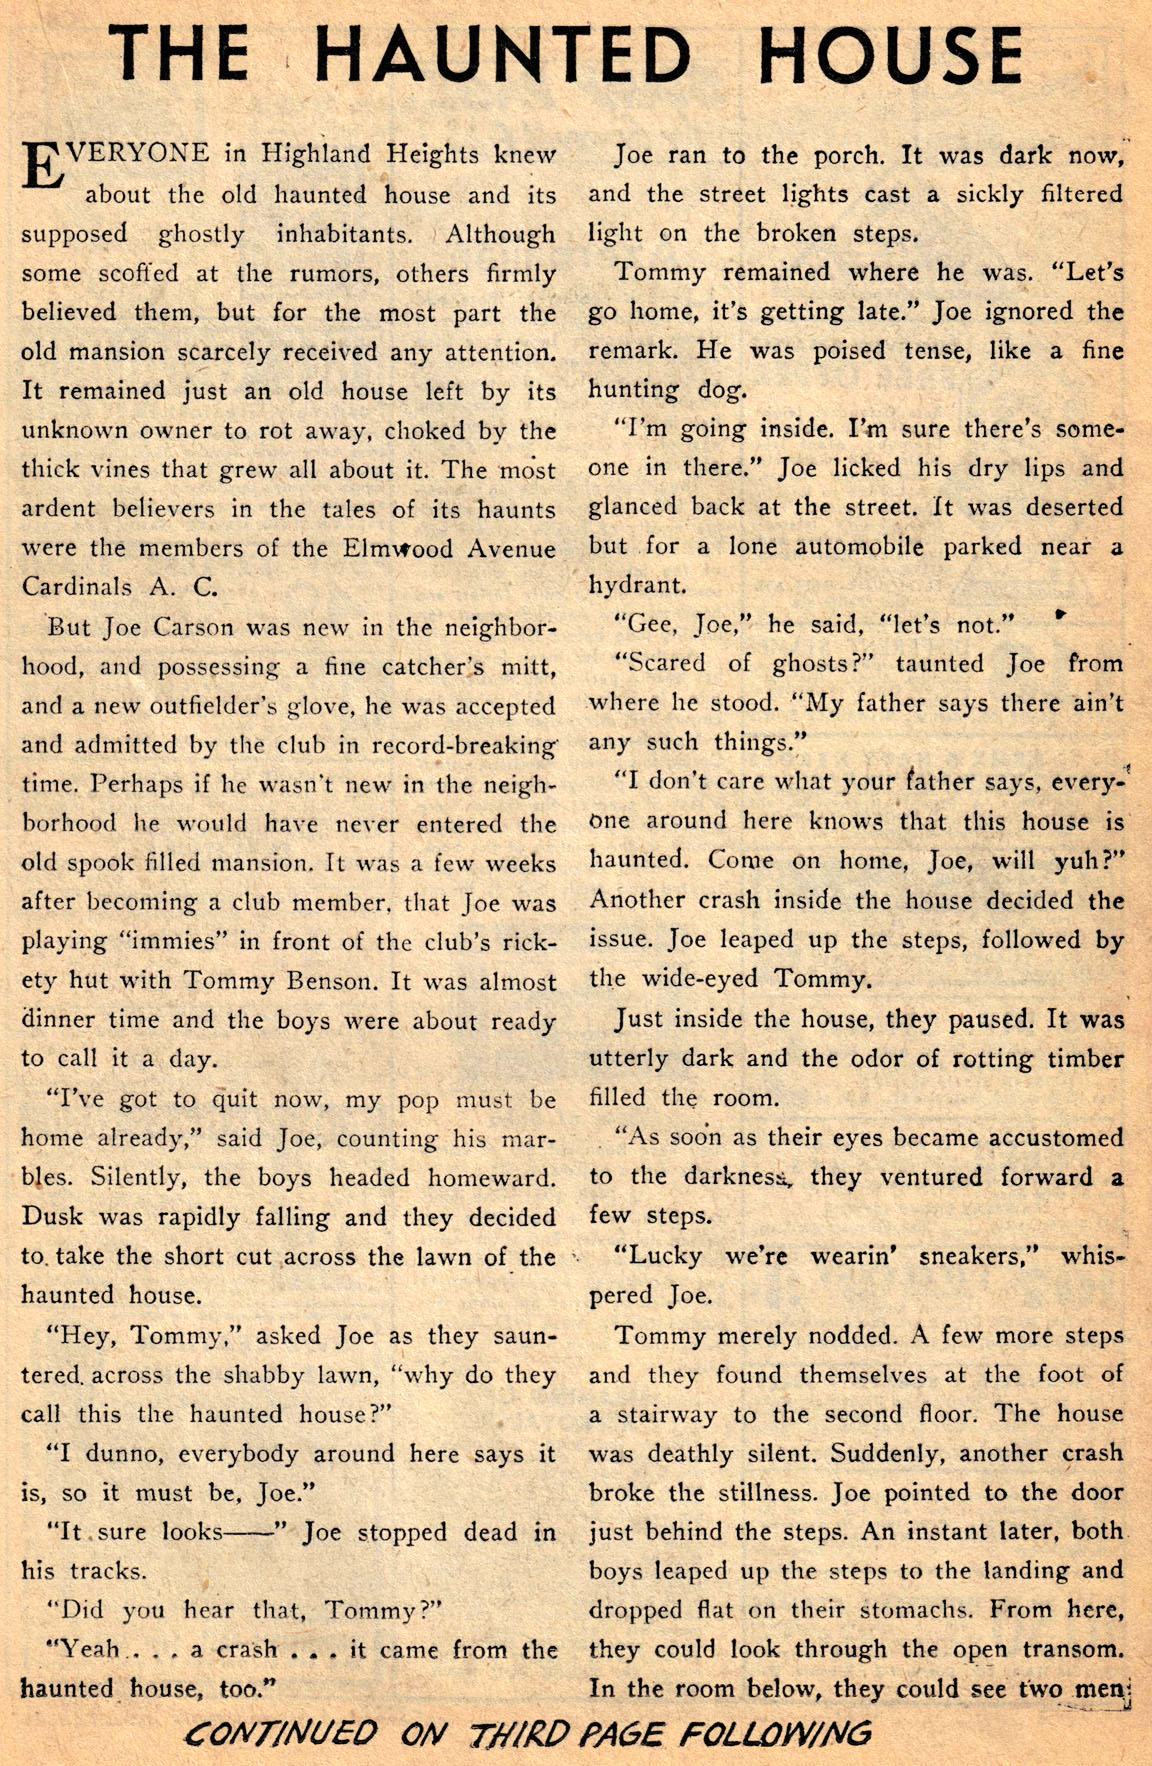 THE HAUNTED HOUSE
EVERYONE in Highland Heights knew
about the old haunted house and its
supposed ghostly inhabitants. Although
some scoffed at the rumors, others firmly
believed them, but for the most part the
old mansion scarcely received any attention.
It remained just an old house left by its
unknown owner to rot away, choked by the
thick vines that grew all about it. The most
ardent believers in the tales of its haunts
were the members of the Elmwood Avenue
Cardinals A. C.
But Joe Carson was new in the neighbor-
hood, and possessing a fine catcher's mitt,
and a new outfielder's glove, he was accepted
and admitted by the club in record-breaking
time. Perhaps if he wasn't new in the neigh-
borhood he would have never entered the
old spook filled mansion. It was a few weeks
after becoming a club member, that Joe was
playing “immies” in front of the club's rick-
ety hut with Tommy Benson. It was almost
dinner time and the boys were about ready
to call it a day.
“I've got to quit now, my pop must be
home already,” said Joe, counting his mar-
bles. Silently, the boys headed homeward.
Dusk was rapidly falling and they decided
to take the short cut across the lawn of the
haunted house.
“Hey, Tommy,” asked Joe as they saun-
tered across the shabby lawn, “why do they
call this the haunted house?”
“I dunno, everybody around here says it
is, so it must be, Joe.”
“It sure looks——” Joe stopped dead in
his tracks.
“Did you hear that, Tommy?”
“Yeah . . . a crash . . . it came from the
haunted house, too.”
Joe ran to the porch. It was dark now,
and the street lights cast a sickly filtered
light on the broken steps.
Tommy remained where he was. “Let's
go home, it's getting late.” Joe ignored the
remark. He was poised tense, like a fine
hunting dog.
“I'm going inside. I'm sure there's some-
one in there.” Joe licked his dry lips and
glanced back at the street. It was deserted
but for a lone automobile parked near a
hydrant.
“Gee, Joe,” he said, “let's not.”
“Scared of ghosts?” taunted Joe from
where he stood. “My father says there ain't
any such things.”
“I don't care what your father says, every-
one around here knows that this house is
haunted. Come on home, Joe, will yuh?”
Another crash inside the house decided the
issue. Joe leaped up the steps, followed by
the wide-eyed Tommy.
Just inside the house, they paused. It was
utterly dark and the odor of rotting timber
filled the room.
“As soon as their eyes became accustomed
to the darkness, they ventured forward a
few steps.
“Lucky we're wearin' sneakers,” whis-
pered Joe.
Tommy merely nodded. A few more steps
and they found themselves at the foot of
a stairway to the second floor. The house
was deathly silent. Suddenly, another crash
broke the stillness. Joe pointed to the door
just behind the steps. An instant later, both
boys leaped up the steps to the landing and
dropped flat on their stomachs. From here,
they could look through the open transom.
In the room below, they could see two men
CONTINUED ON THIRD PAGE FOLLOWING